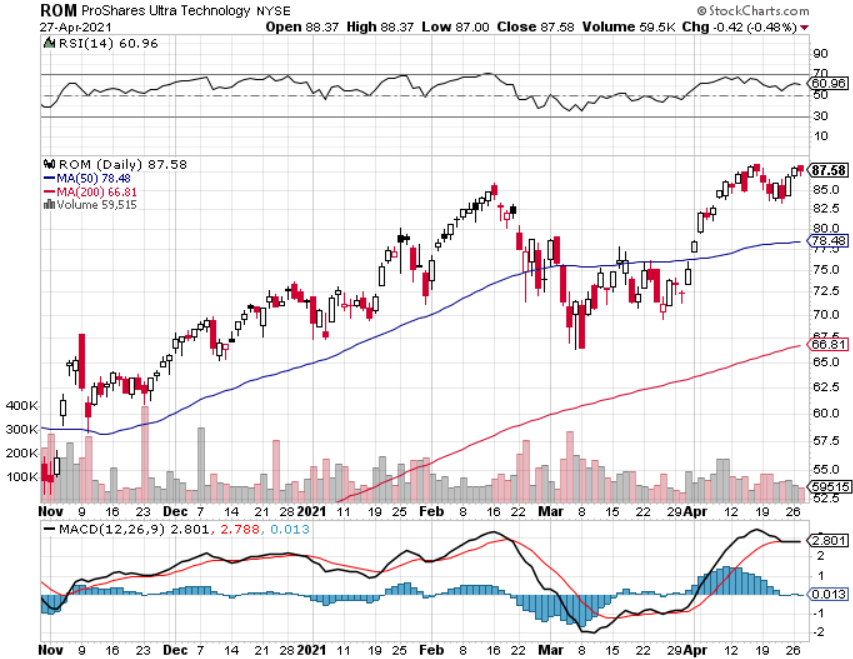 ROM ProShares Ultra Technology NYSE © StockCharts.com
27-Apr-2021 Open 88.37 High 88.37 Low 87.00 Close 87.58 Volume 59.5K Chg -0.42 (-0.48%)
RSI(14) 60.96
90
70
60.96
50
30
10
ROM (Daily) 87.58
MA(50) 78.48
MA(200) 66.81
Volume 59,515
87.58
85.0
82.5
80.0
78.48
77.5
75.0
72.5
70.0
67.5
66.81
65.0
62.5
400K 60.0
300K 57.5
200K
100K 55.0
59515
52.5
Nov 9 16 23 Dec 7 14 21 28 2021 11 19 25 Feb 8 16 22 Mar 8 15 22 29 Apr 12 19 26
MACD(12,26,9) 2.801, 2.788, 0.013
2.801
2
1
0.013
-1
-2
Nov 9 16 23 Dec 7 14 21 28 2021 11 19 25 Feb 8 16 22 Mar 8 15 22 29 Apr 12 19 26